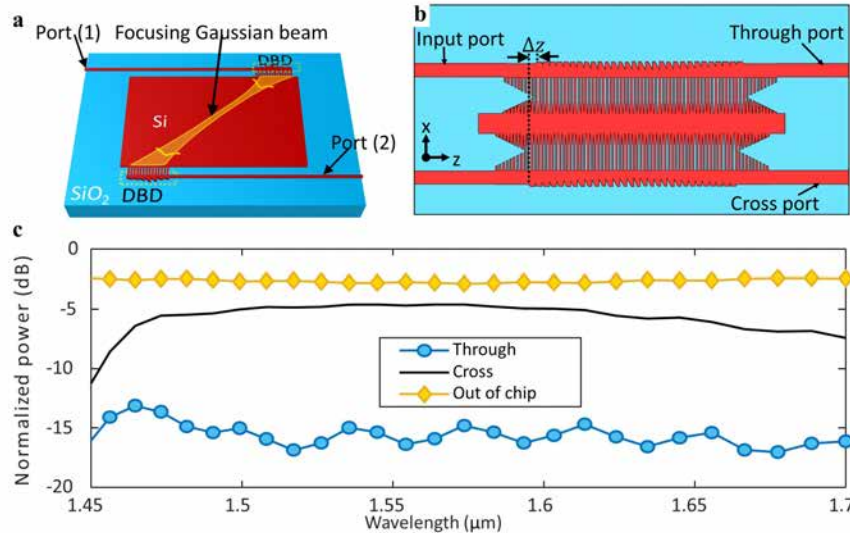 a
Port (1)
Focusing Gaussian beam
DBD
Si
Port (2)
SiO2
DBD
b
Δz
Input port
Through port
x
z
Cross port
c
Normalized power (dB)
0
-5
-10
-15
-20
Through
Cross
Out of chip
1.45
1.5
1.55
1.6
1.65
1.7
Wavelength (μm)